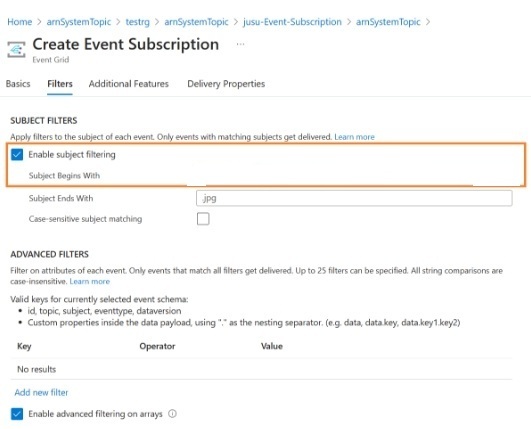 Home > arnSystemTopic > testrg > arnSystemTopic > jusu-Event-Subscription > arnSystemTopic >
Create Event Subscription ...
Event Grid
Basics Filters Additional Features Delivery Properties
SUBJECT FILTERS
Apply filters to the subject of each event. Only events with matching subjects get delivered. Learn more
Enable subject filtering
Subject Begins With
Subject Ends With .jpg
Case-sensitive subject matching
ADVANCED FILTERS
Filter on attributes of each event. Only events that match all filters get delivered. Up to 25 filters can be specified. All string comparisons are
case-insensitive. Learn more
Valid keys for currently selected event schema:
• id, topic, subject, eventtype, dataversion
• Custom properties inside the data payload, using "." as the nesting separator. (e.g. data, data.key, data.key1.key2)
Key Operator Value
No results
Add new filter
Enable advanced filtering on arrays